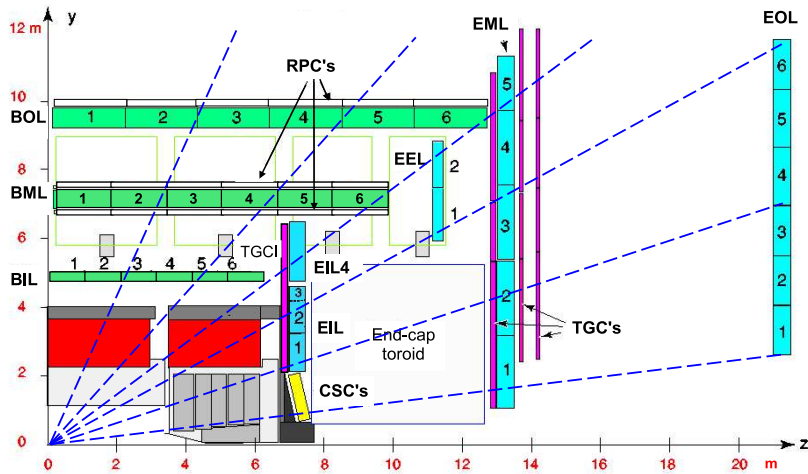 y
EML
EOL
12 m
RPC's
6
5
10
BOL
1 2 3 4 5 6
5
4
8
EEL
2
4
BML
1 2 3 4 5 6
1
3
3
6
TGCI
EIL4
BIL
1 2 3 4 5 6
2
2
4
3
2
EIL
End-cap
toroid
TGC's
1
1
1
2
CSC's
0
z
0 2 4 6 8 10 12 14 16 18 20
m